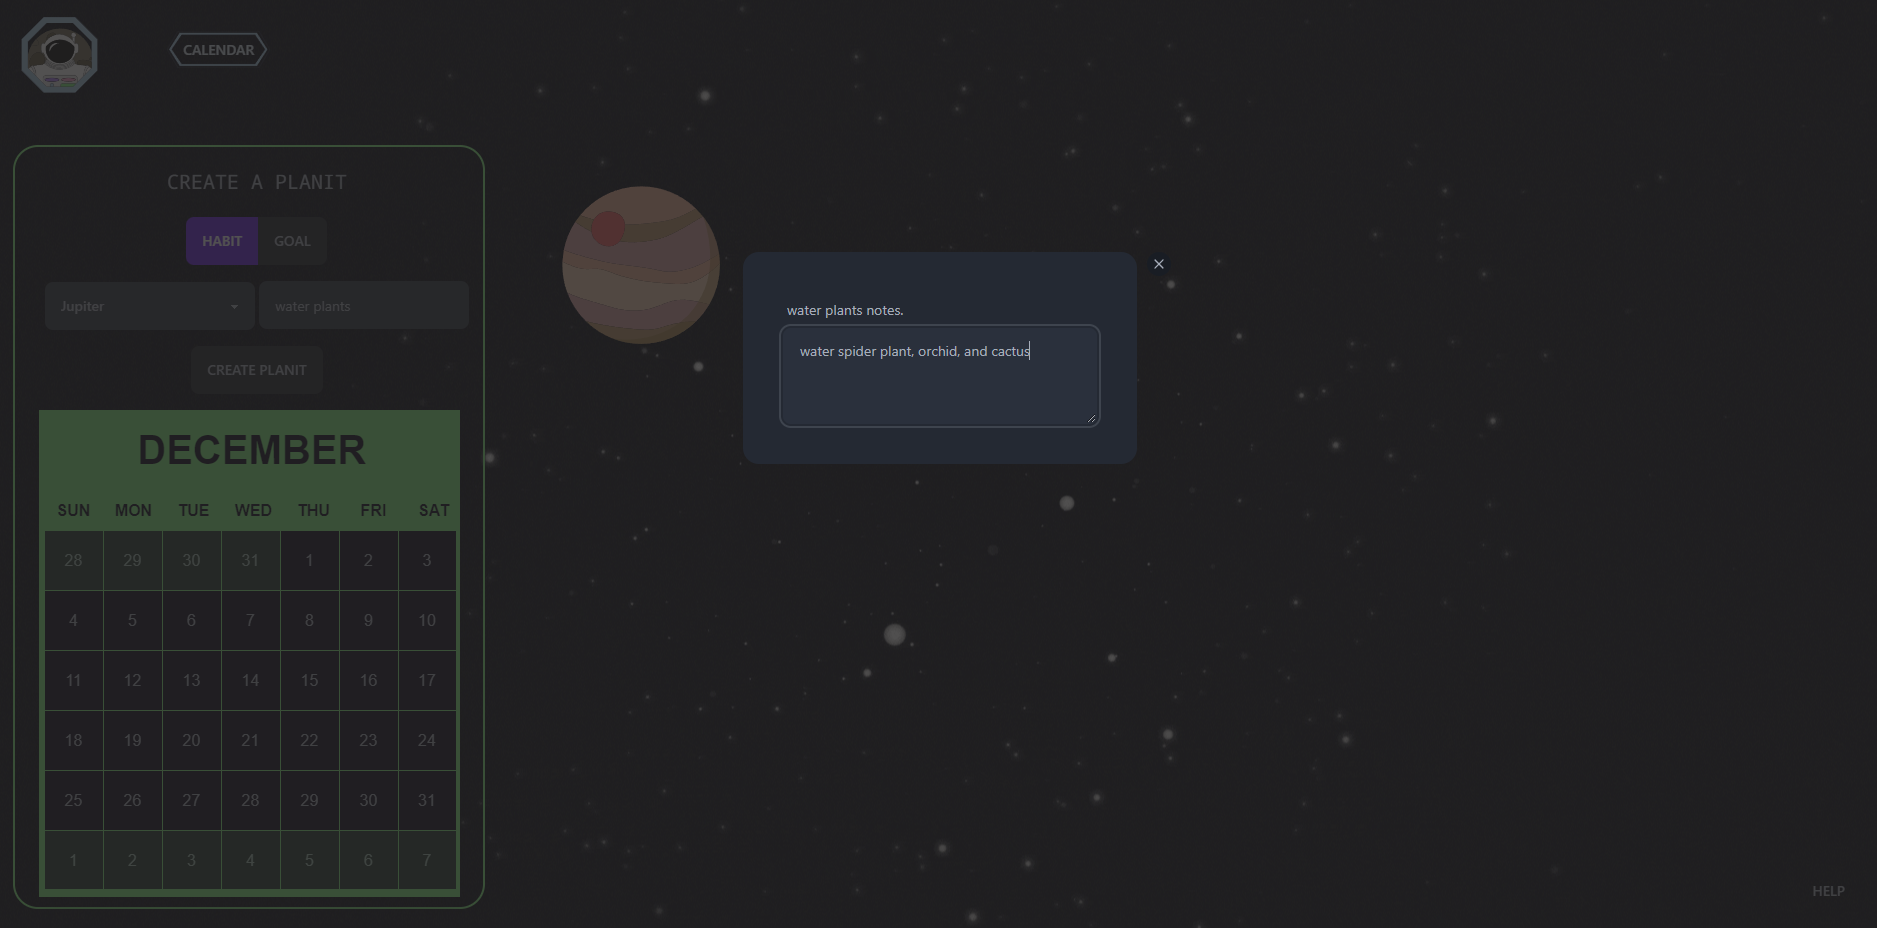 CALENDAR
CREATE A PLANIT
HABIT GOAL
Jupiter water plants
CREATE PLANIT
DECEMBER
SUN MON TUE WED THU FRI SAT
28 29 30 31 1 2 3
4 5 6 7 8 9 10
11 12 13 14 15 16 17
18 19 20 21 22 23 24
25 26 27 28 29 30 31
1 2 3 4 5 6 7
water plants notes.
water spider plant, orchid, and cactus
HELP